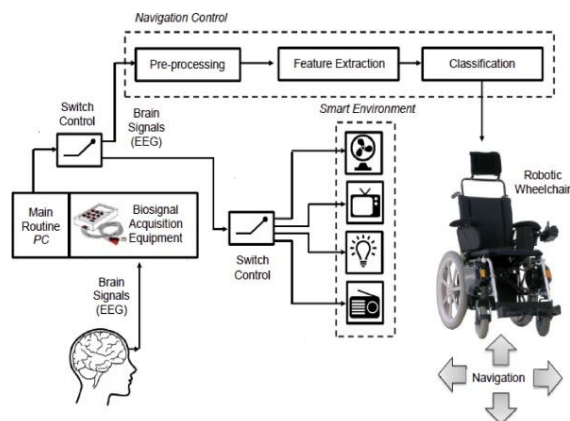 Navigation Control
Pre-processing
Feature Extraction
Classification
Switch
Control
Brain
Signals
(EEG)
Smart Environment
Robotic
Wheelchair
Main
Routine
PC
Biosignal
Acquisition
Equipment
Switch
Control
Brain
Signals
(EEG)
Navigation